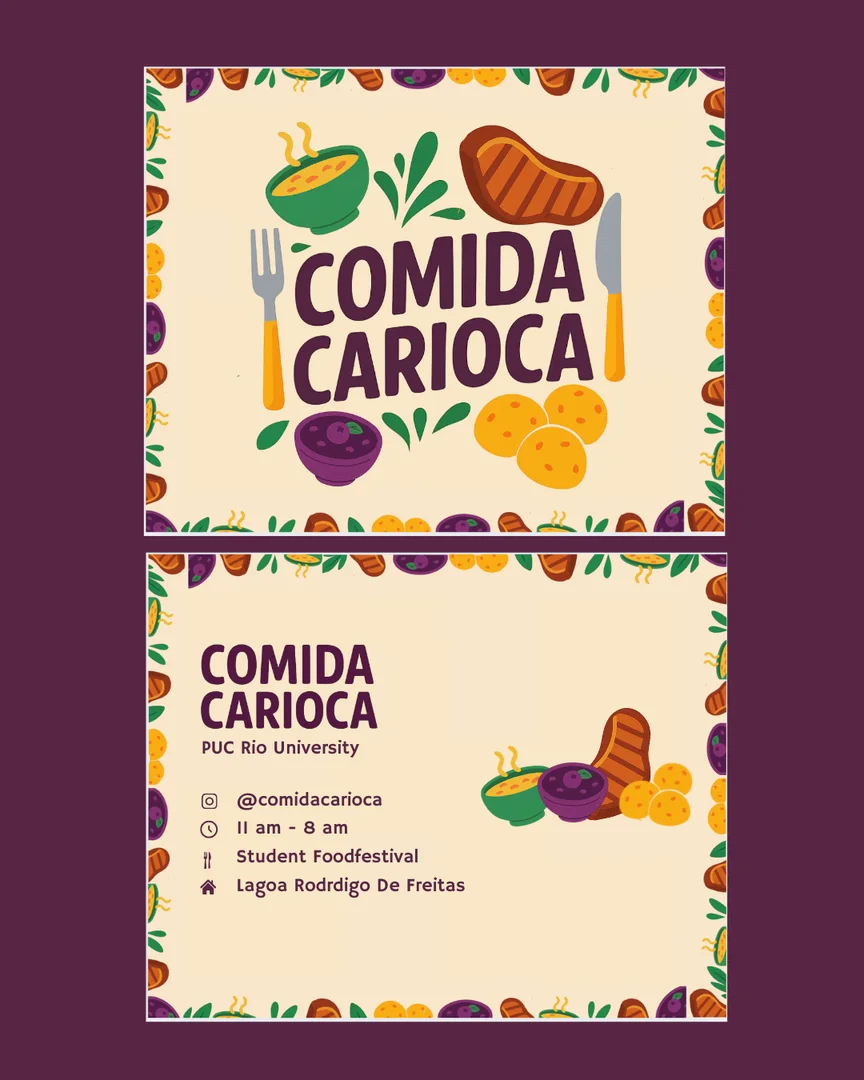 COMIDA
CARIOCA
COMIDA
CARIOCA
PUC Rio University
@comidacarioca
11 am - 8 am
Student Foodfestival
Lagoa Rodrdigo De Freitas